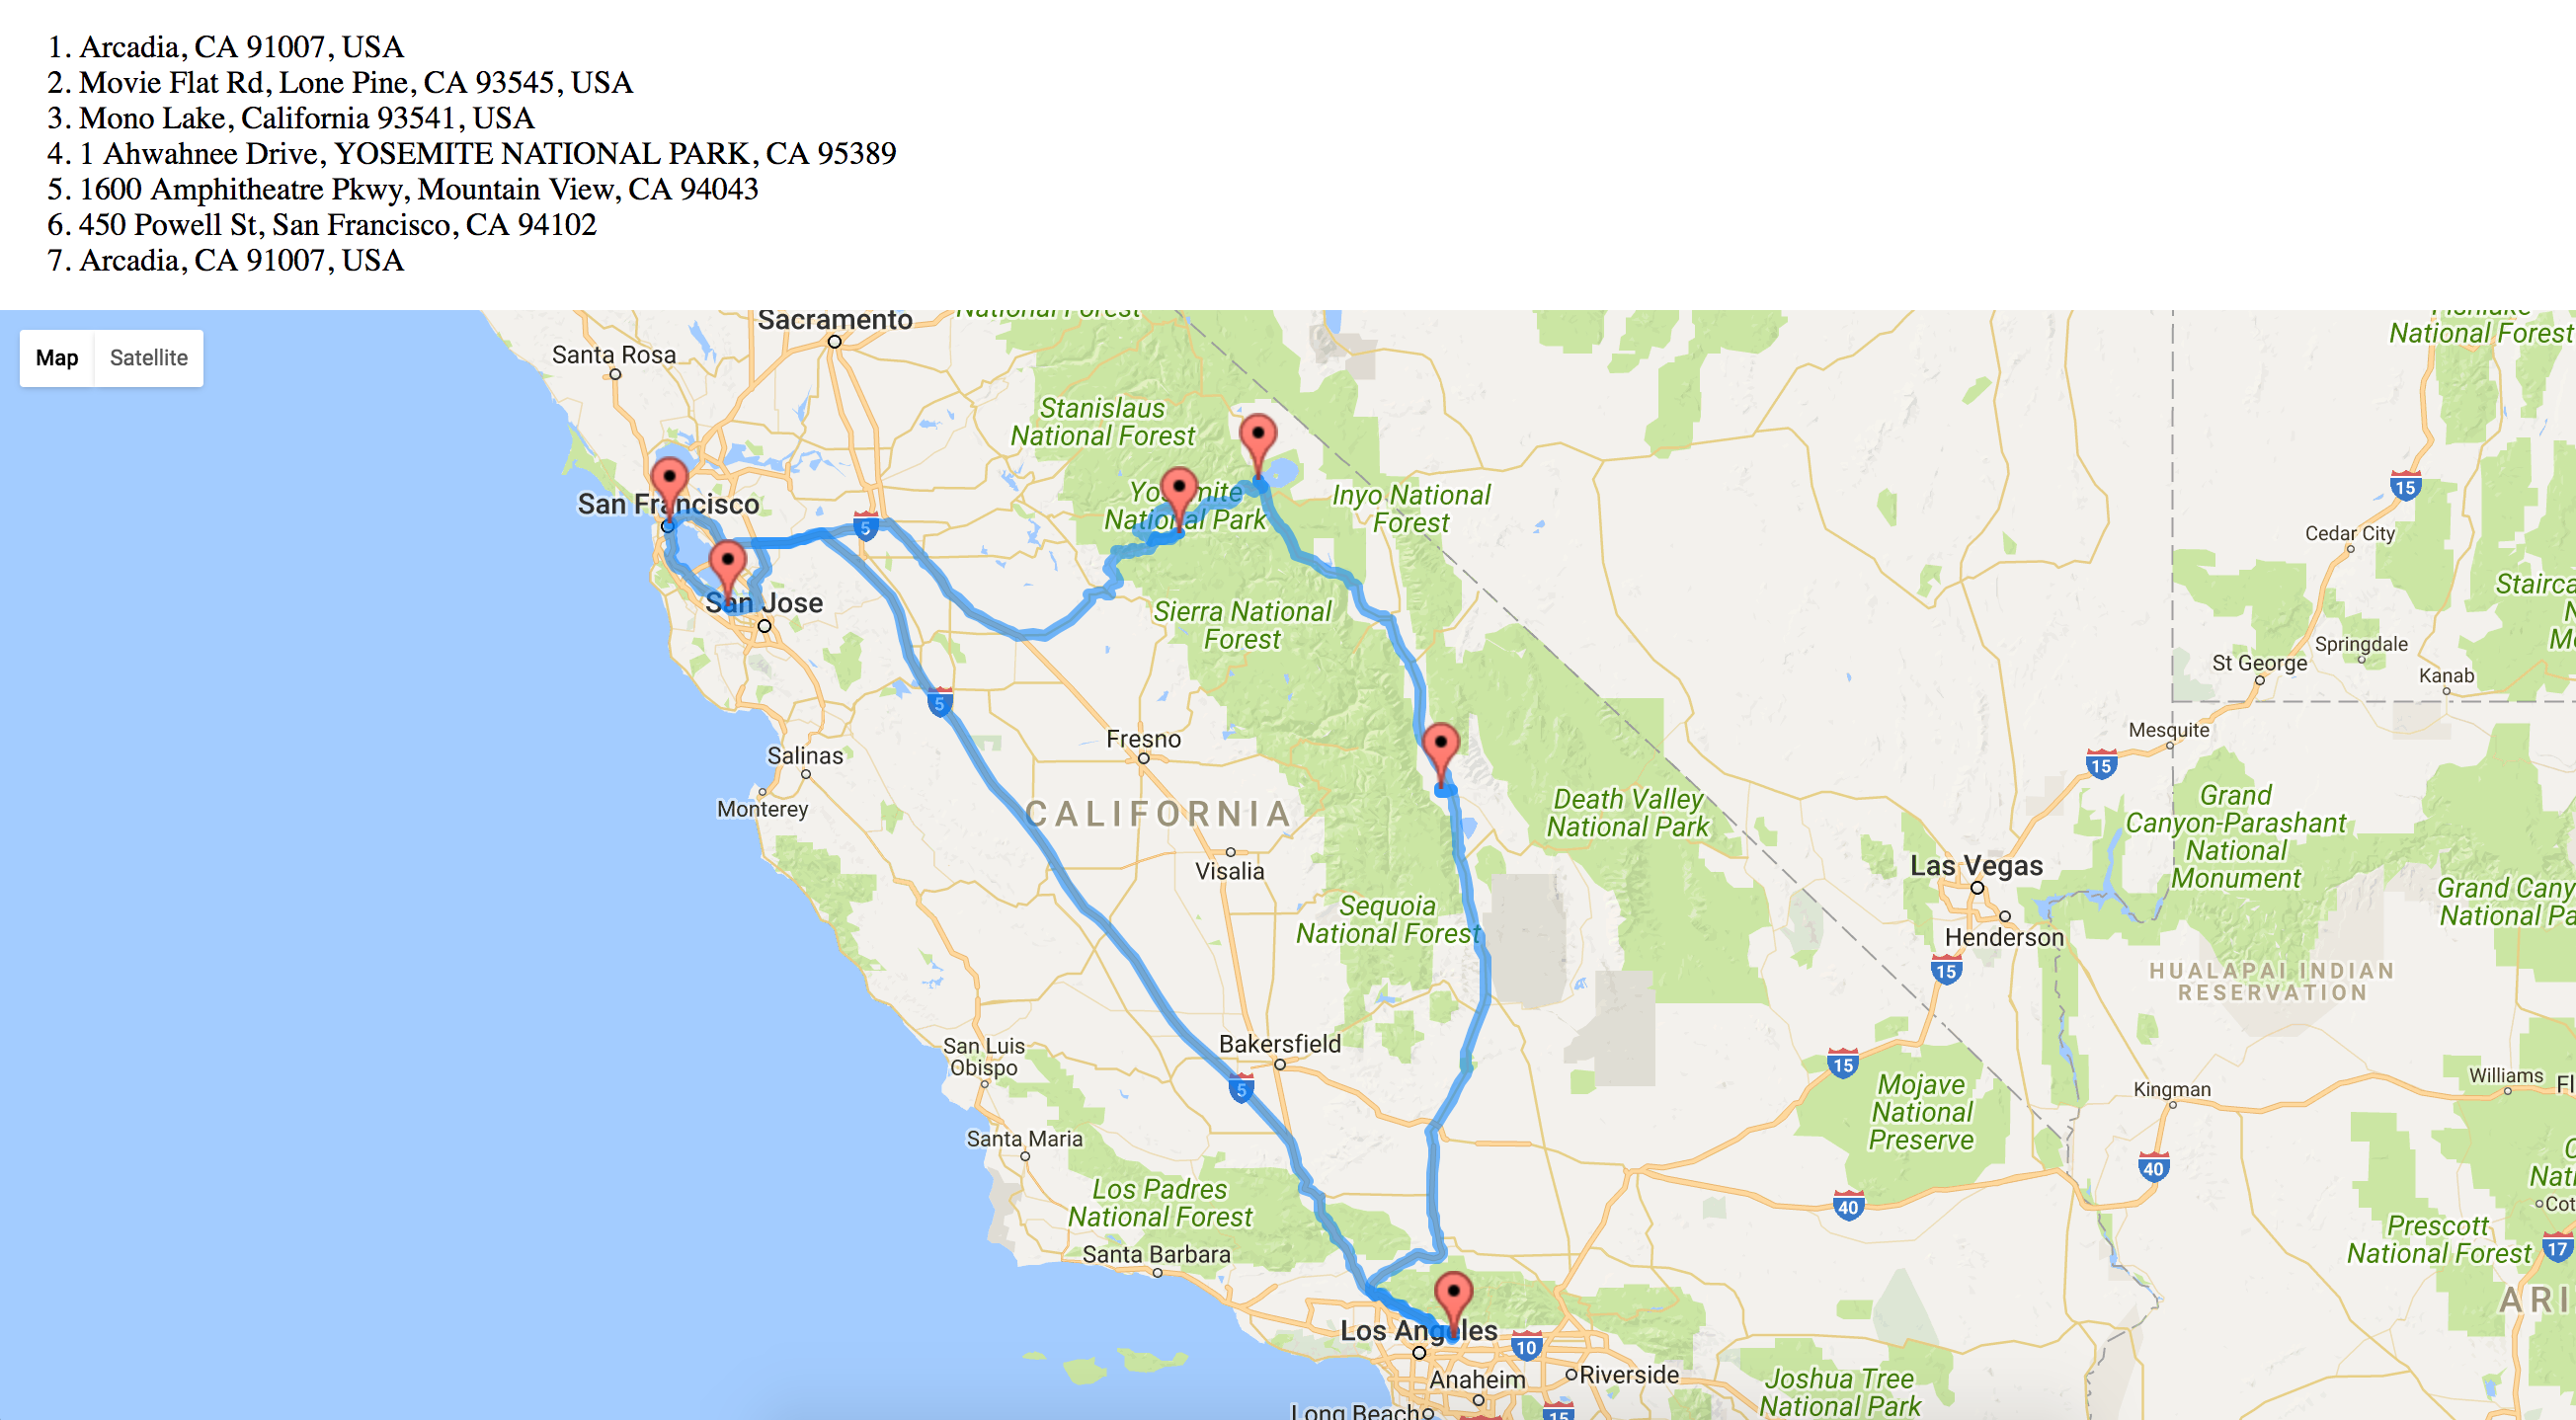 1. Arcadia, CA 91007, USA
2. Movie Flat Rd, Lone Pine, CA 93545, USA
3. Mono Lake, California 93541, USA
4. 1 Ahwahnee Drive, YOSEMITE NATIONAL PARK, CA 95389
5. 1600 Amphitheatre Pkwy, Mountain View, CA 94043
6. 450 Powell St, San Francisco, CA 94102
7. Arcadia, CA 91007, USA
Map
Satellite
Sacramento
National Forest
National Forest
Santa Rosa
Stanislaus
National Forest
San Francisco
5
Yosemite
National Park
Inyo National
Forest
15
Cedar City
San Jose
Sierra National
Forest
Springdale
St George
Kanab
5
Mesquite
Salinas
Fresno
15
Monterey
CALIFORNIA
Death Valley
National Park
Grand
Canyon-Parashant
National
Monument
Visalia
Las Vegas
Grand Cany
National Pa
Sequoia
National Forest
Henderson
15
HUALAPAI INDIAN
RESERVATION
San Luis
Obispo
Bakersfield
5
15
Mojave
National
Preserve
Kingman
Williams
Fl
Santa Maria
40
Nati
Los Padres
National Forest
40
Cot
Prescott
National Forest
17
Santa Barbara
ARI
Los Angeles
10
Anaheim
Riverside
Joshua Tree
National Park
Long Beach
15